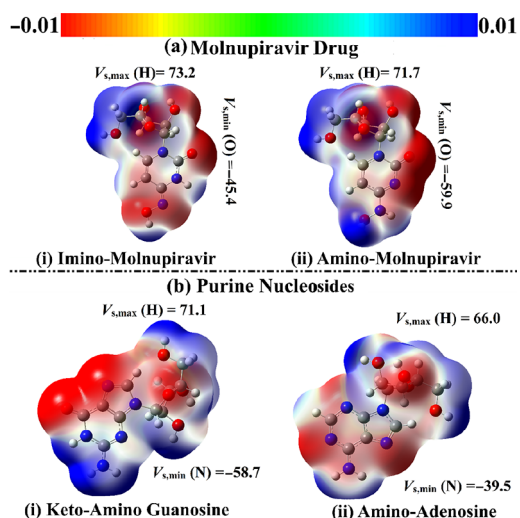 −0.01 0.01
(a) Molnupiravir Drug
Vs,max (H)= 73.2
Vs,min (O) =−45.4
(i) Imino-Molnupiravir
Vs,max (H)= 71.7
Vs,min (O) =−59.9
(ii) Amino-Molnupiravir
(b) Purine Nucleosides
Vs,max (H) = 71.1
Vs,min (N) = −58.7
(i) Keto-Amino Guanosine
Vs,max (H) = 66.0
Vs,min (N) = −39.5
(ii) Amino-Adenosine